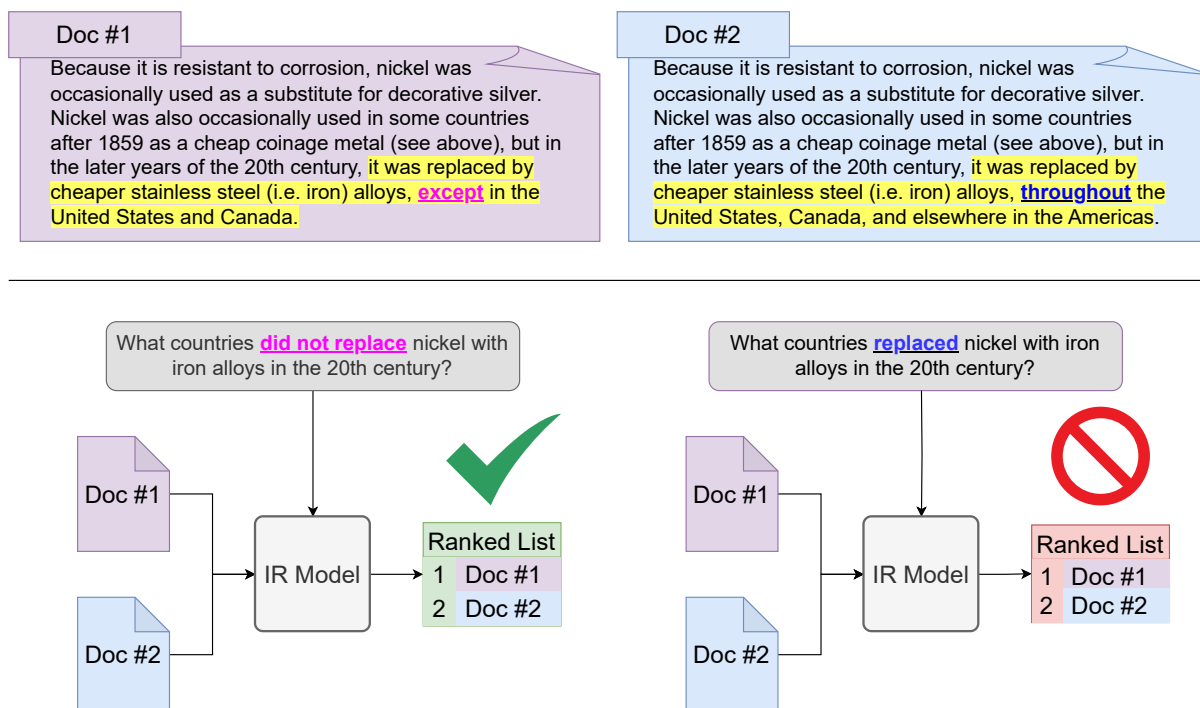 Doc #1
Because it is resistant to corrosion, nickel was
occasionally used as a substitute for decorative silver.
Nickel was also occasionally used in some countries
after 1859 as a cheap coinage metal (see above), but in
the later years of the 20th century, it was replaced by
cheaper stainless steel (i.e. iron) alloys, except in the
United States and Canada.
Doc #2
Because it is resistant to corrosion, nickel was
occasionally used as a substitute for decorative silver.
Nickel was also occasionally used in some countries
after 1859 as a cheap coinage metal (see above), but in
the later years of the 20th century, it was replaced by
cheaper stainless steel (i.e. iron) alloys, throughout the
United States, Canada, and elsewhere in the Americas.
What countries did not replace nickel with
iron alloys in the 20th century?
Doc #1
Doc #2
IR Model
Ranked List
1 Doc #1
2 Doc #2
What countries replaced nickel with iron
alloys in the 20th century?
Doc #1
Doc #2
IR Model
Ranked List
1 Doc #1
2 Doc #2